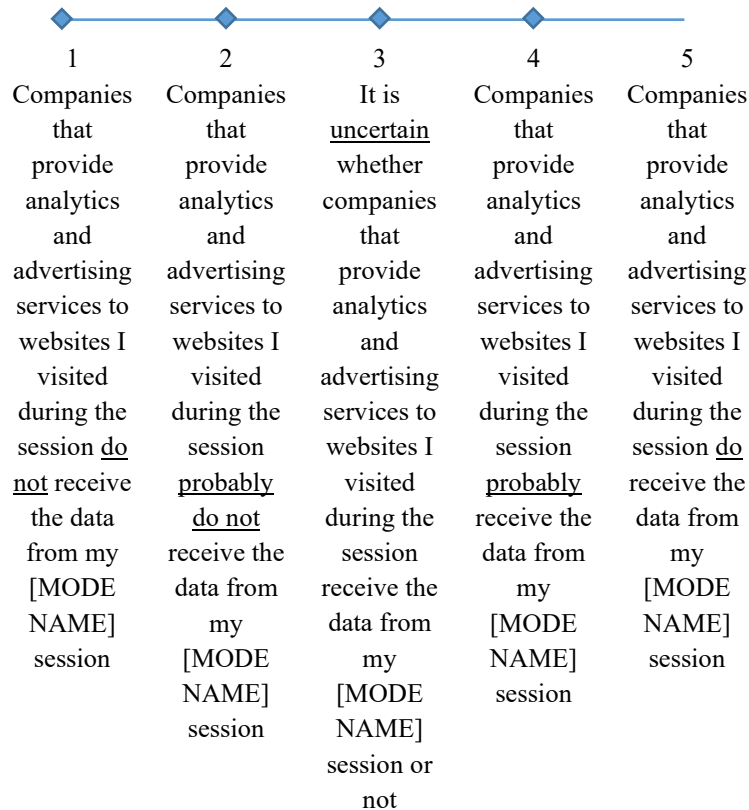 1
Companies
that
provide
analytics
and
advertising
services to
websites I
visited
during the
session do
not receive
the data
from my
[MODE
NAME]
session
2
Companies
that
provide
analytics
and
advertising
services to
websites I
visited
during the
session
probably
do not
receive the
data from
my
[MODE
NAME]
session
3
It is
uncertain
whether
companies
that
provide
analytics
and
advertising
services to
websites I
visited
during the
session
receive the
data from
my
[MODE
NAME]
session or
not
4
Companies
that
provide
analytics
and
advertising
services to
websites I
visited
during the
session
probably
receive the
data from
my
[MODE
NAME]
session
5
Companies
that
provide
analytics
and
advertising
services to
websites I
visited
during the
session do
receive the
data from
my
[MODE
NAME]
session